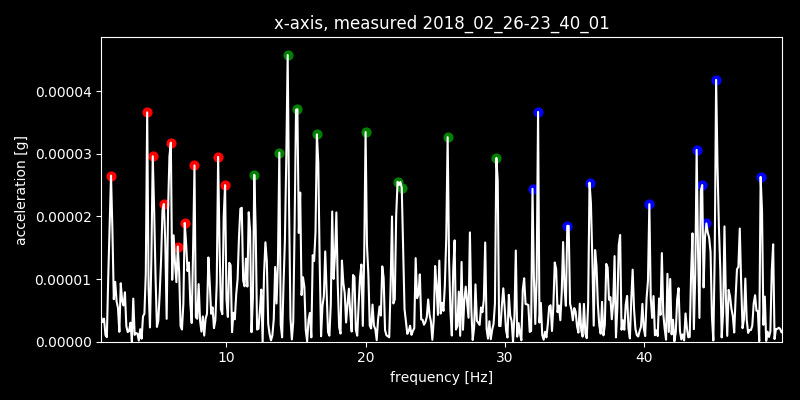 x-axis, measured 2018_02_26-23_40_01
0.00004
0.00003
0.00002
0.00001
0.00000
acceleration [g]
10 20 30 40
frequency [Hz]